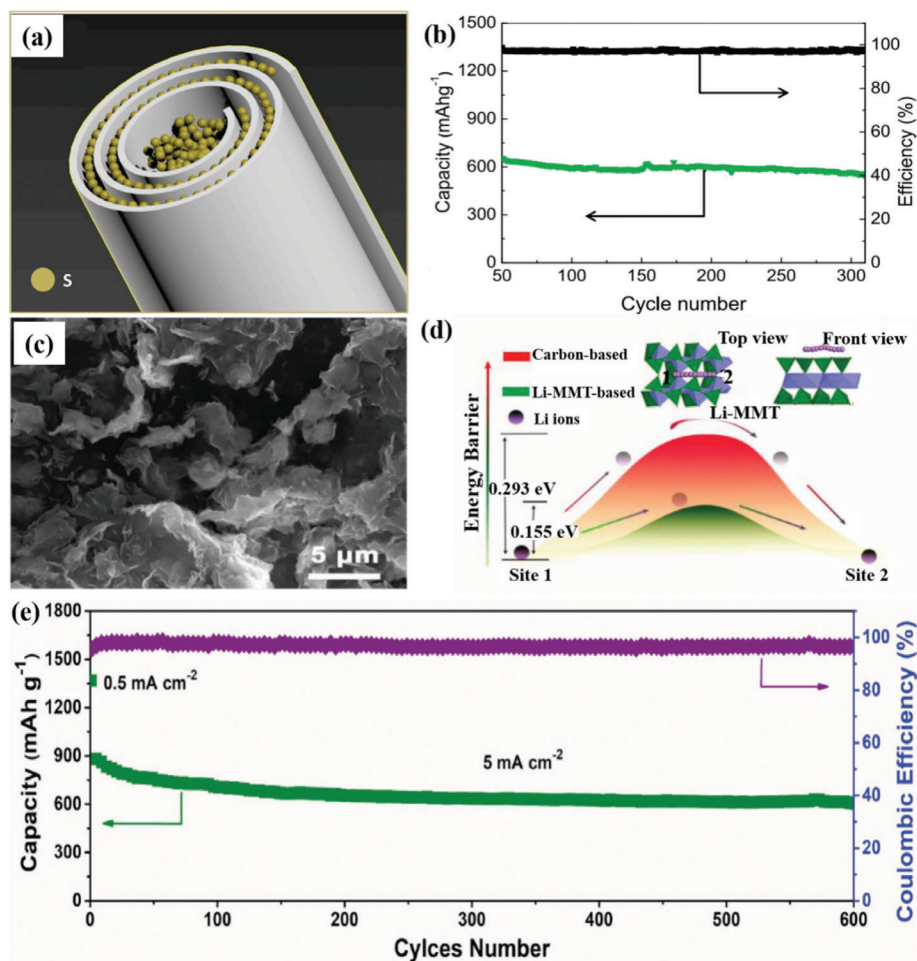 (a)
S
(b)
Capacity (mAhg⁻¹)
1500
1200
900
600
300
0
50
100
150
200
250
300
Cycle number
100
80
60
40
20
0
Efficiency (%)
(c)
5 μm
(d)
Carbon-based
Li-MMT-based
Li ions
Top view
Front view
1
2
Li-MMT
Energy Barrier
0.293 eV
0.155 eV
Site 1
Site 2
(e)
Capacity (mAh g⁻¹)
1800
1500
1200
900
600
300
0
0.5 mA cm⁻²
5 mA cm⁻²
0
100
200
300
400
500
600
Cylces Number
100
80
60
40
20
0
Coulombic Efficiency (%)